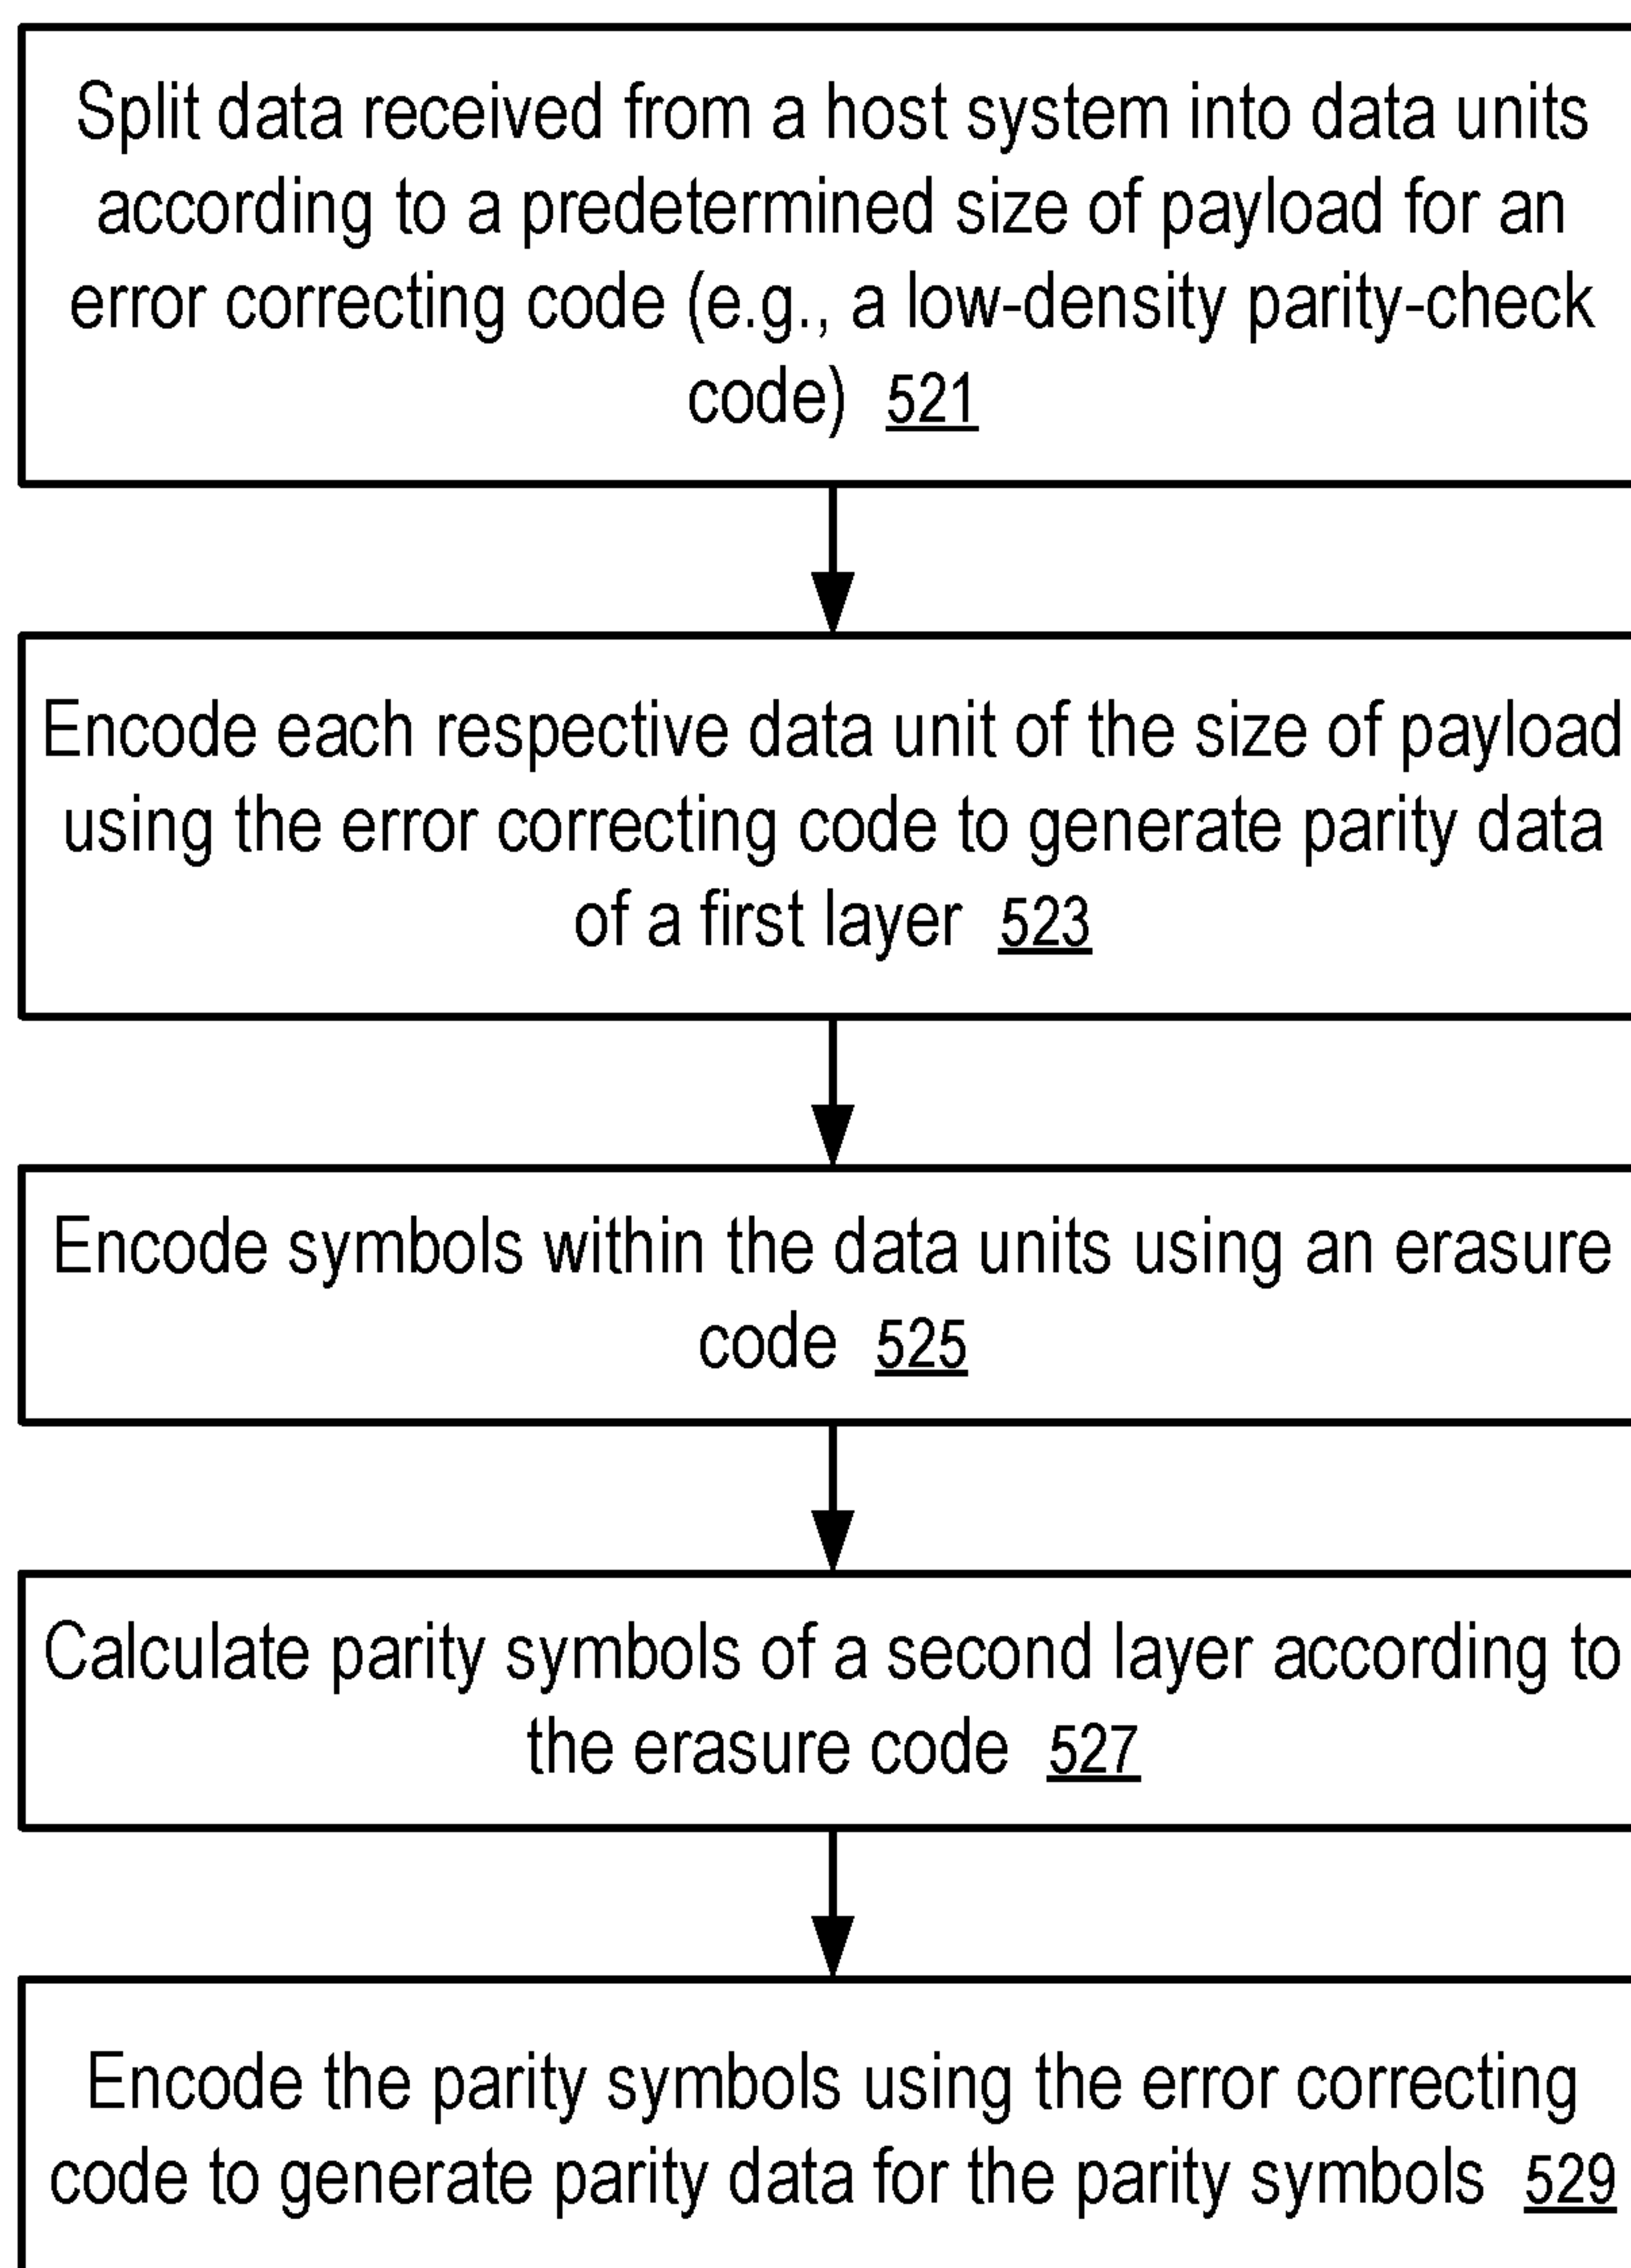 Split data received from a host system into data units
according to a predetermined size of payload for an
error correcting code (e.g., a low-density parity-check
code) 521
Encode each respective data unit of the size of payload
using the error correcting code to generate parity data
of a first layer 523
Encode symbols within the data units using an erasure
code 525
Calculate parity symbols of a second layer according to
the erasure code 527
Encode the parity symbols using the error correcting
code to generate parity data for the parity symbols 529